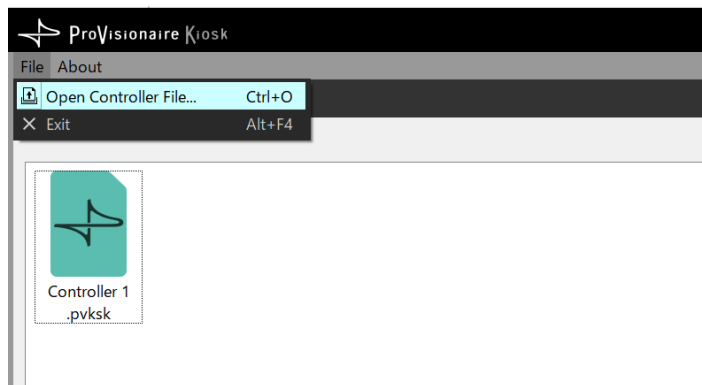 ProVisionaire Kiosk
File About
Open Controller File... Ctrl+O
Exit Alt+F4
Controller 1
.pvksk